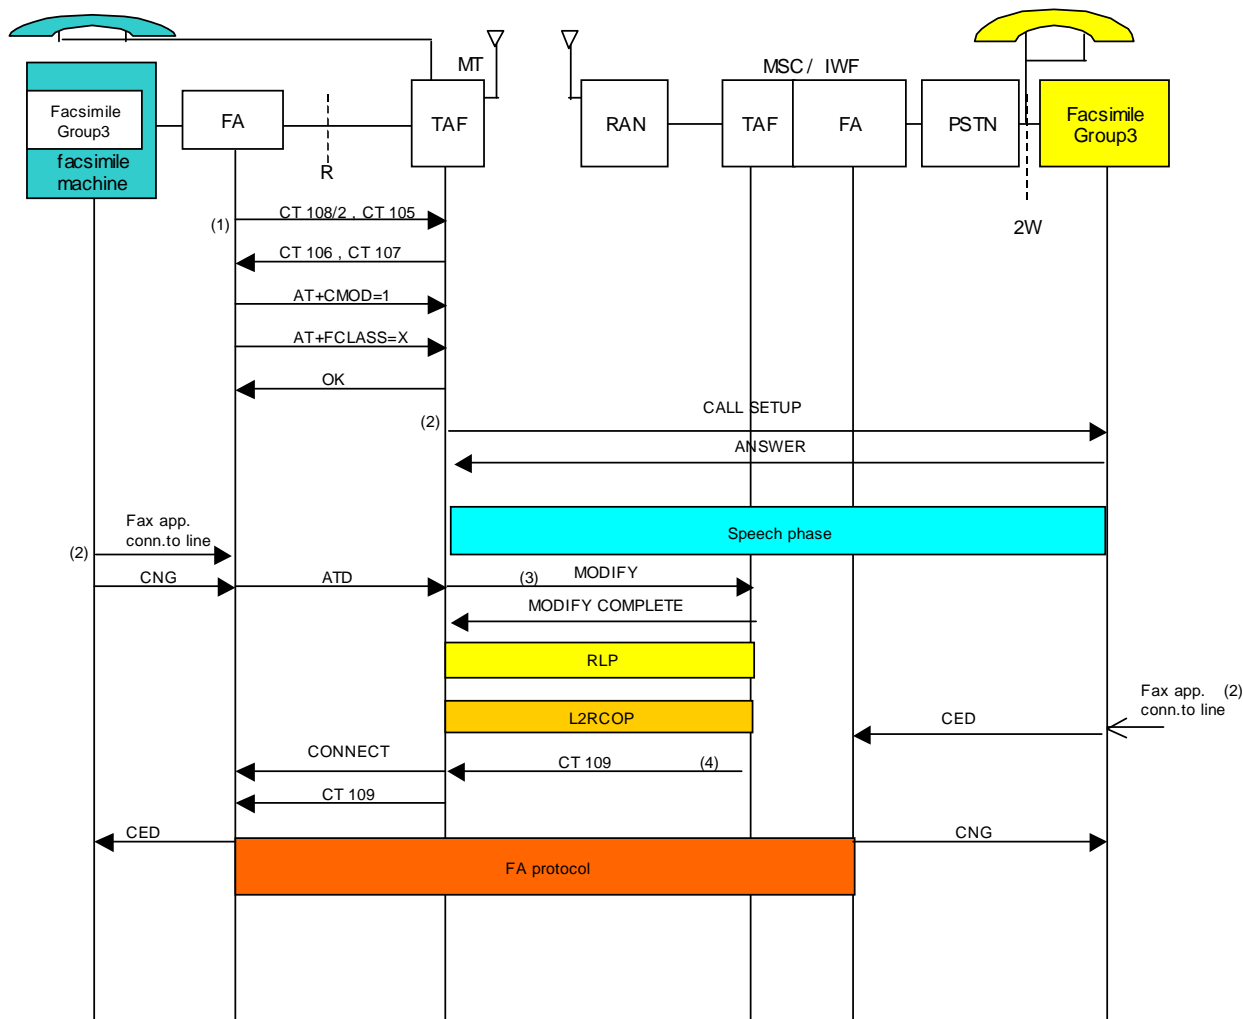 MT
MSC / IWF
Facsimile
Group3
facsimile
machine
FA
R
TAF
RAN
TAF
FA
PSTN
2W
Facsimile
Group3
(1)
CT 108/2 , CT 105
CT 106 , CT 107
AT+CMOD=1
AT+FCLASS=X
OK
(2)
CALL SETUP
ANSWER
Speech phase
Fax app.
conn.to line
(2)
CNG
ATD
(3)
MODIFY
MODIFY COMPLETE
RLP
L2RCOP
Fax app. (2)
conn.to line
CED
CONNECT
CT 109
(4)
CT 109
CED
CNG
FA protocol